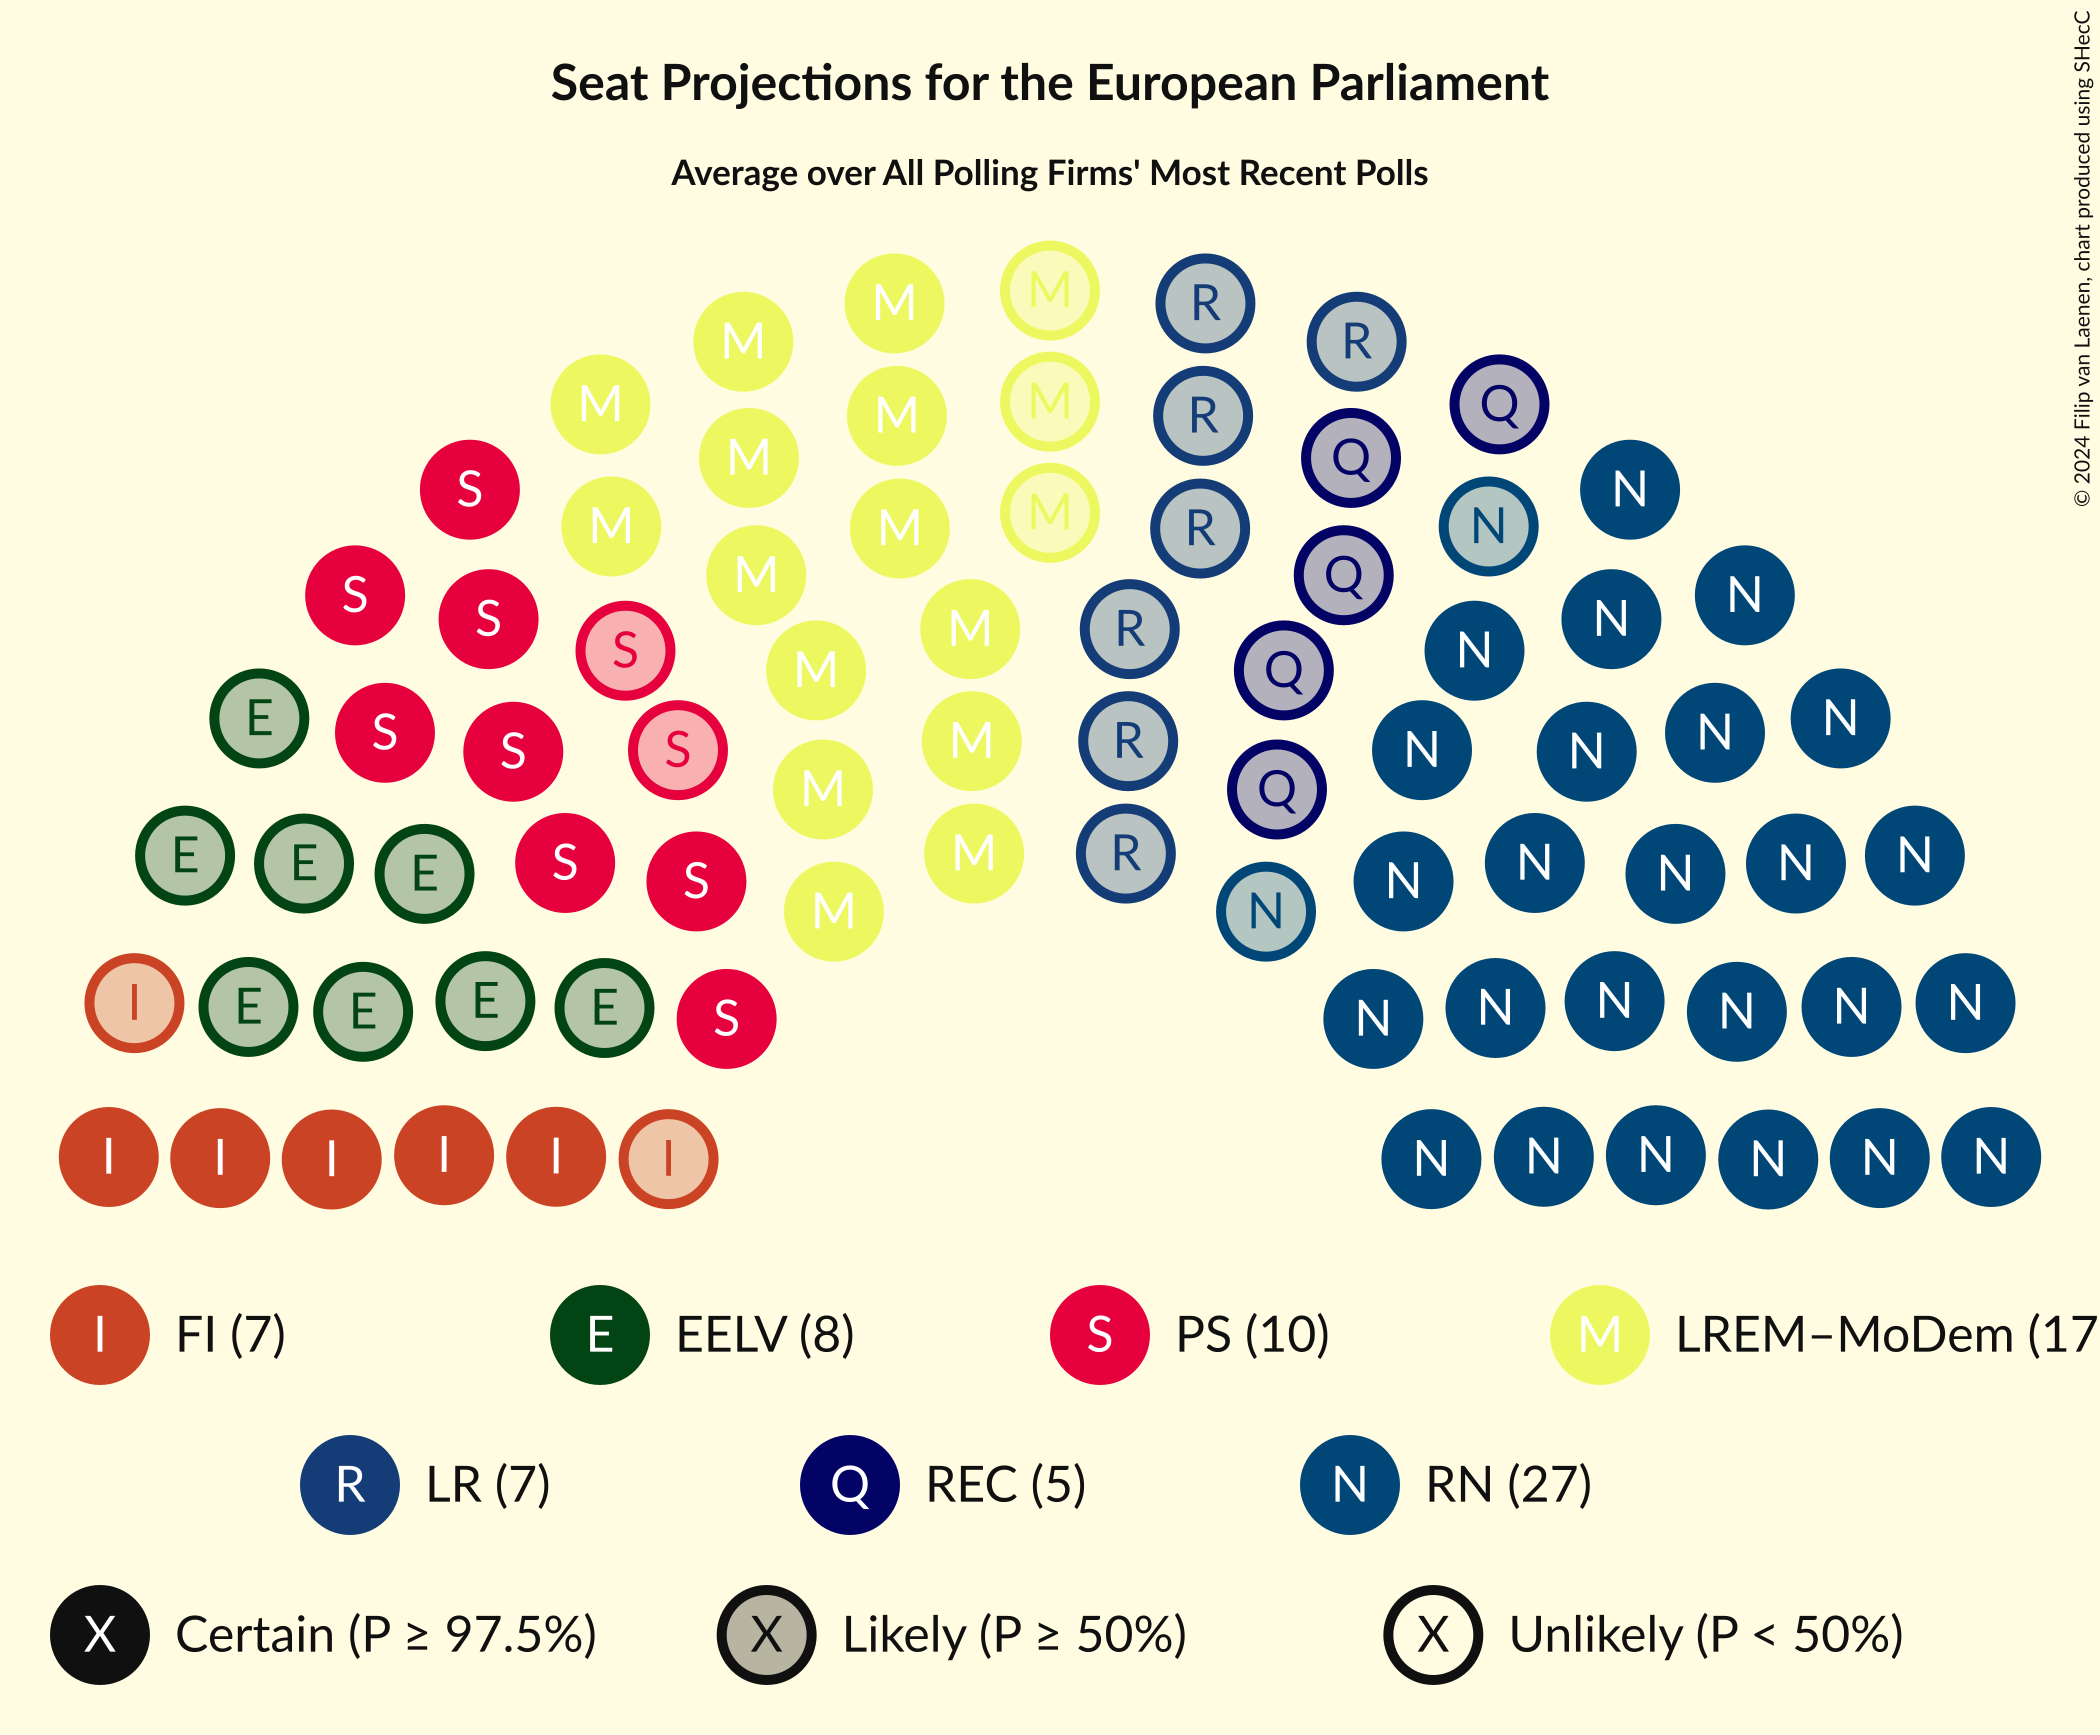 Seat Projections for the European Parliament
Average over All Polling Firms' Most Recent Polls
© 2024 Filip van Laenen, chart produced using SHecC
M
M M
R R
M R
M Q
M M R
M Q
S N
M M M R
N
M Q
S N
S M R N
S N
M Q
E N
S N
M R
S S N N
M Q
E M R N
E S N N
E S N N
M N
I E E E E S
N N N N N N
I I I I I I
N N N N N N
I FI (7) E EELV (8) S PS (10) M LREM–MoDem (17
R LR (7) Q REC (5) N RN (27)
X Certain (P ≥ 97.5%) X Likely (P ≥ 50%) X Unlikely (P < 50%)